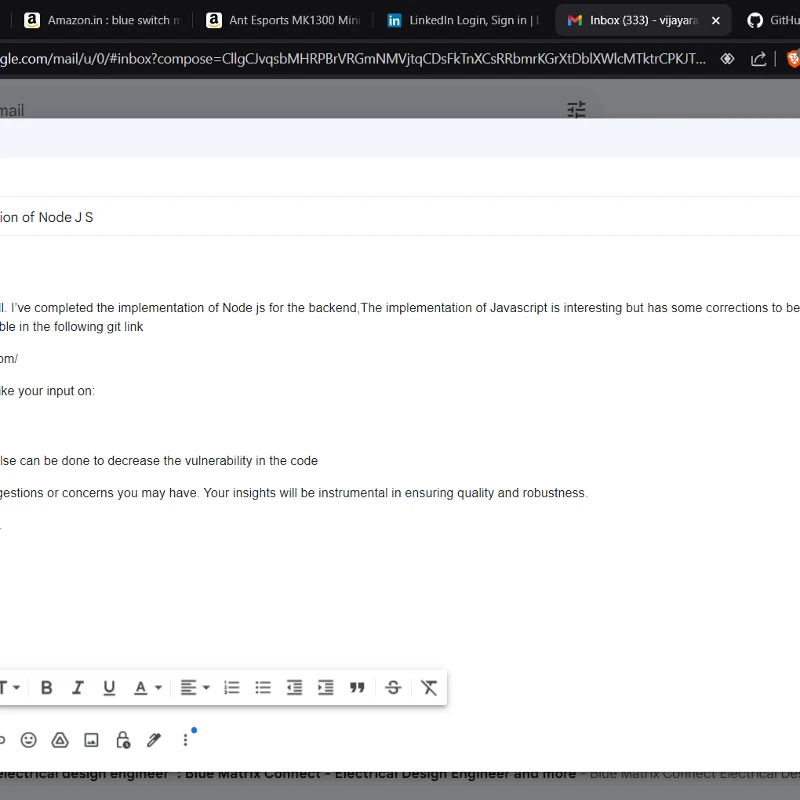 Amazon.in : blue switch m Ant Esports MK1300 Mini LinkedIn Login, Sign in | L Inbox (333) - vijayara GitHu
gle.com/mail/u/0/#inbox?compose=CllgCJvqsbMHRPBrVRGmNMVjtqCDsFkTnXCsRRbmrKGrXtDblXWlcMTktrCPKJT...
mail
ion of Node J S
ll. I've completed the implementation of Node js for the backend,The implementation of Javascript is interesting but has some corrections to be
ble in the following git link
om/
ike your input on:
lse can be done to decrease the vulnerability in the code
gestions or concerns you may have. Your insights will be instrumental in ensuring quality and robustness.
electrical design engineer" : Blue Matrix Connect - Electrical Design Engineer and more - Blue Matrix Connect Electrical De